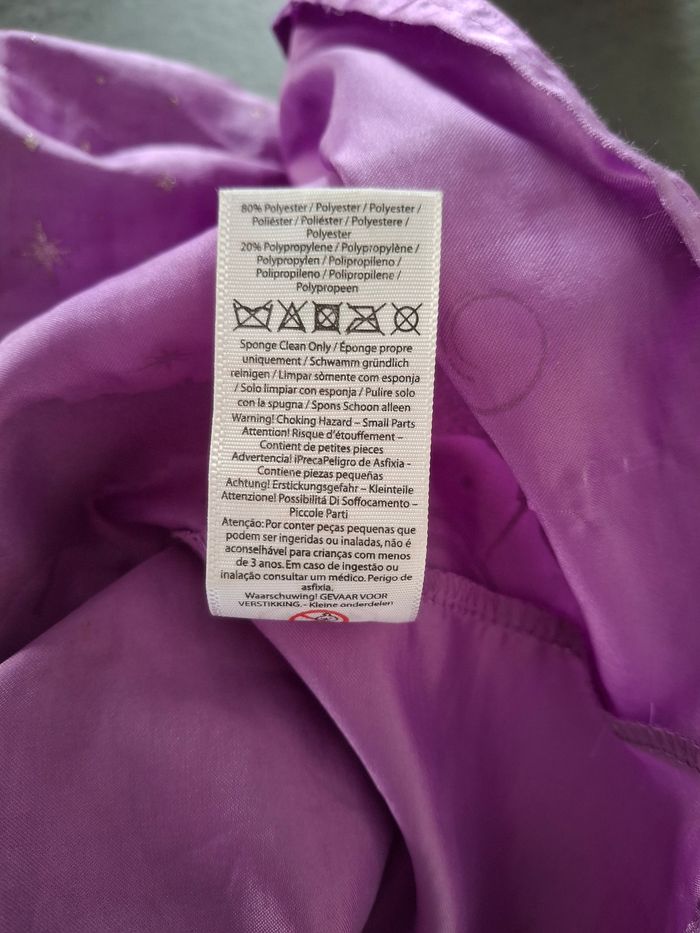 80% Polyester / Polyester / Polyester /
Poliéster / Poliéster / Polyestere /
Polyester
20% Polypropylene / Polypropylène /
Polypropylen / Polipropileno /
Polipropileno / Polipropilene /
Polypropeen
Sponge Clean Only / Éponge propre
uniquement / Schwamm gründlich
reinigen / Limpar sòmente com esponja
/ Solo limpiar con esponja / Pulire solo
con la spugna / Spons Schoon alleen
Warning! Choking Hazard – Small Parts
Attention! Risque d'étouffement –
Contient de petites pieces
Advertencia! iPrecaPeligro de Asfixia -
Contiene piezas pequeñas
Achtung! Erstickungsgefahr – Kleinteile
Attenzione! Possibilitá Di Soffocamento –
Piccole Parti
Atenção: Por conter peças pequenas que
podem ser ingeridas ou inaladas, não é
aconselhável para crianças com menos
de 3 anos. Em caso de ingestão ou
inalação consultar um médico. Perigo de
asfixia.
Waarschuwing! GEVAAR VOOR
VERSTIKKING. - Kleine onderdelen